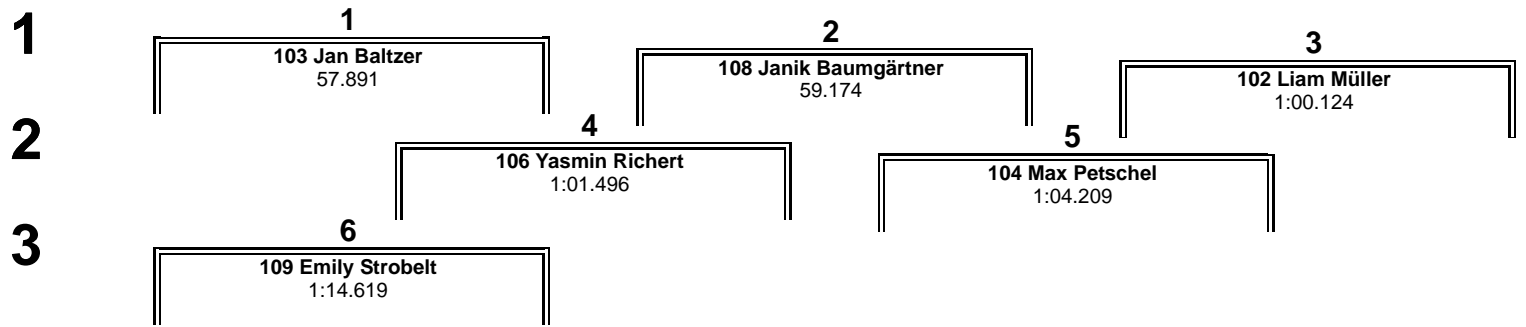 1
1
103 Jan Baltzer
57.891
2
108 Janik Baumgärtner
59.174
3
102 Liam Müller
1:00.124
2
4
106 Yasmin Richert
1:01.496
5
104 Max Petschel
1:04.209
3
6
109 Emily Strobelt
1:14.619